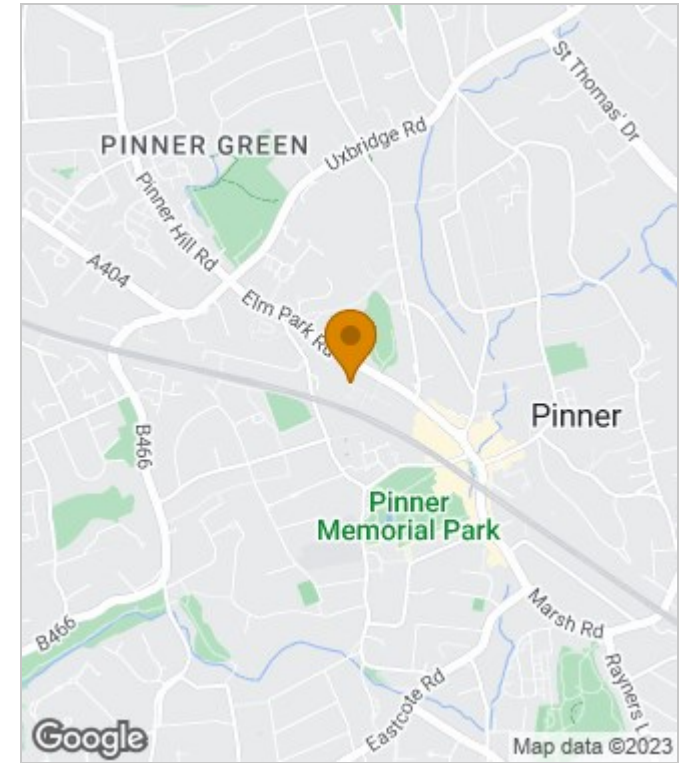 St Thomas' Dr
Uxbridge Rd
PINNER GREEN
Pinner Hill Rd
A404
Elm Park Rd
Pinner
B466
Pinner
Memorial Park
B466
Marsh Rd
Rayners L
Eastcote Rd
Google
Map data ©2023